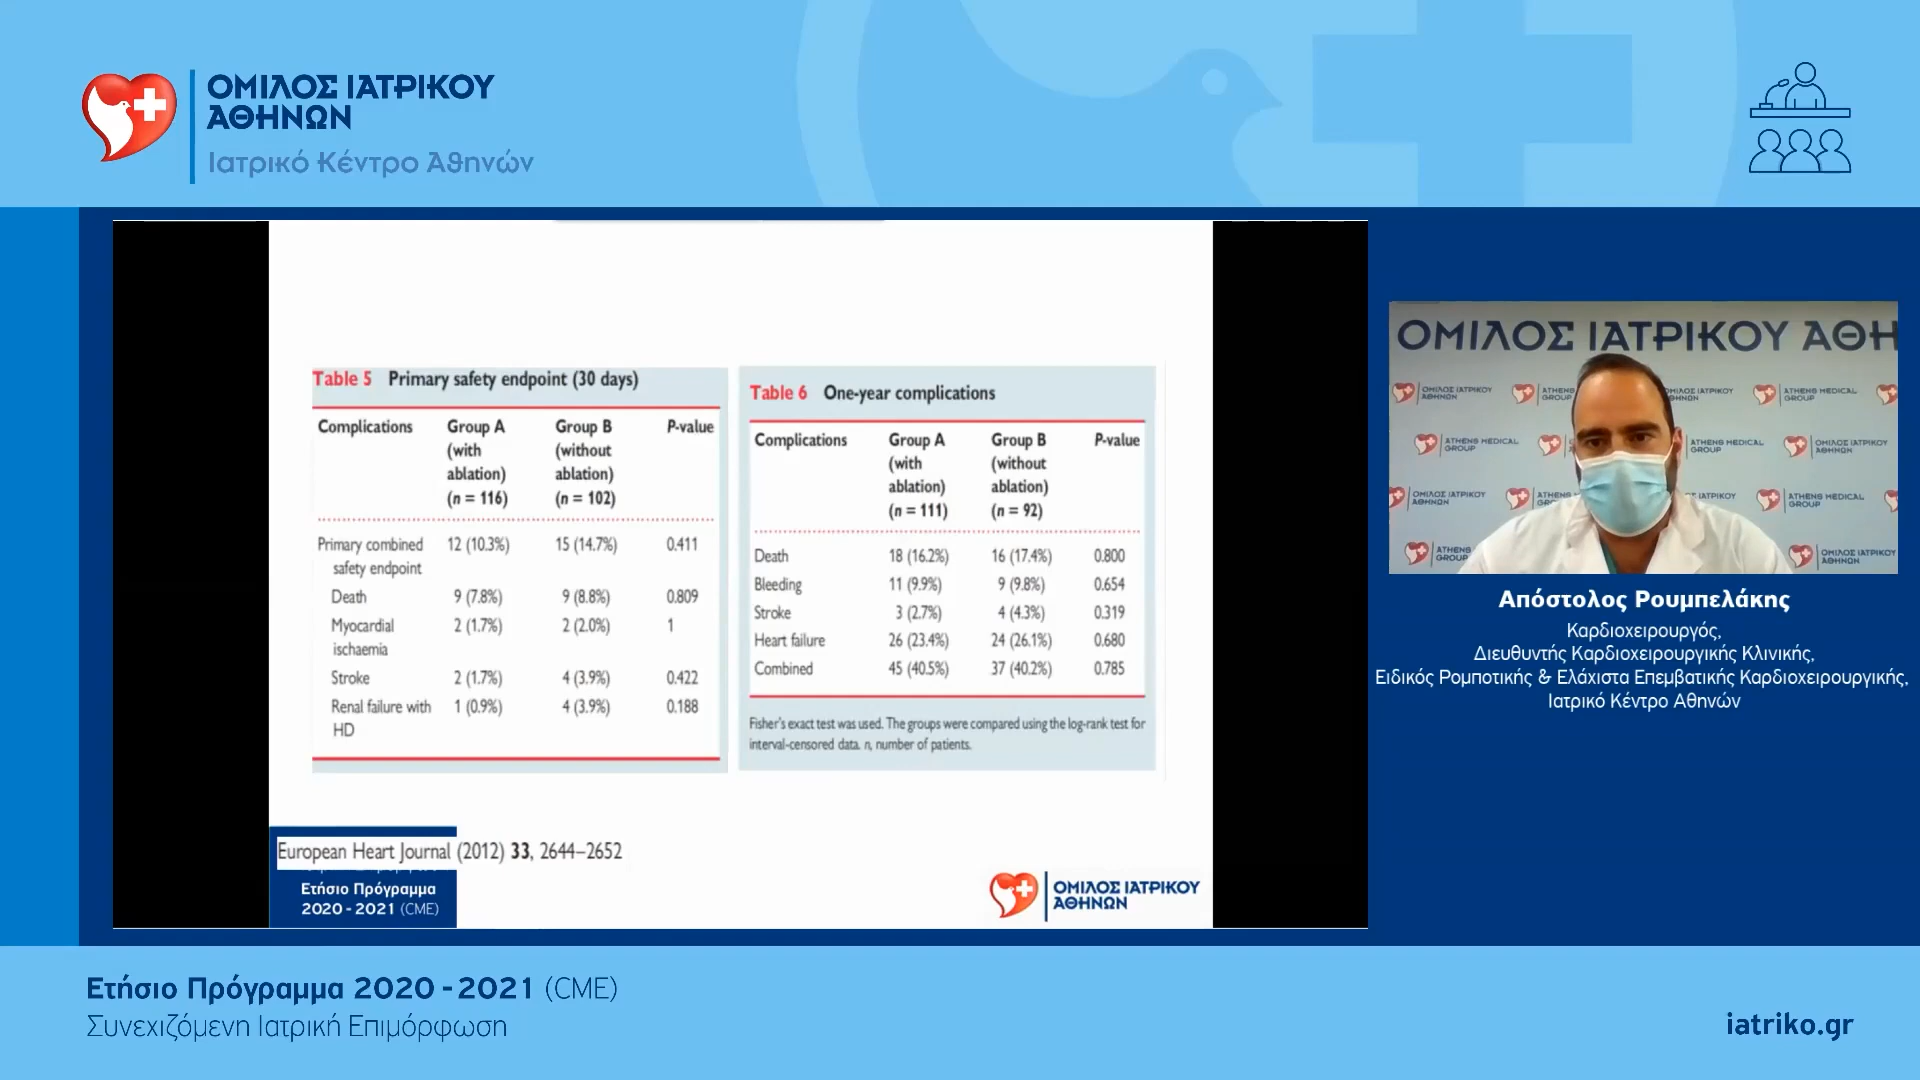 ΟΜΙΛΟΣ ΙΑΤΡΙΚΟΥ
ΑΘΗΝΩΝ
Ιατρικό Κέντρο Αθηνών
Table 5 Primary safety endpoint (30 days)
Complications Group A (with ablation) (n = 116) Group B (without ablation) (n = 102) P-value
Primary combined safety endpoint 12 (10.3%) 15 (14.7%) 0.411
Death 9 (7.8%) 9 (8.8%) 0.809
Myocardial ischaemia 2 (1.7%) 2 (2.0%) 1
Stroke 2 (1.7%) 4 (3.9%) 0.422
Renal failure with HD 1 (0.9%) 4 (3.9%) 0.188
Table 6 One-year complications
Complications Group A (with ablation) (n = 111) Group B (without ablation) (n = 92) P-value
Death 18 (16.2%) 16 (17.4%) 0.800
Bleeding 11 (9.9%) 9 (9.8%) 0.654
Stroke 3 (2.7%) 4 (4.3%) 0.319
Heart failure 26 (23.4%) 24 (26.1%) 0.680
Combined 45 (40.5%) 37 (40.2%) 0.785
Fisher's exact test was used. The groups were compared using the log-rank test for
interval-censored data. n, number of patients.
European Heart Journal (2012) 33, 2644–2652
Ετήσιο Πρόγραμμα
2020 - 2021 (CME)
ΟΜΙΛΟΣ ΙΑΤΡΙΚΟΥ
ΑΘΗΝΩΝ
ΟΜΙΛΟΣ ΙΑΤΡΙΚΟΥ ΑΘΗ
ΟΜΙΛΟΣ ΙΑΤΡΙΚΟΥ
ΑΘΗΝΩΝ
ATHENS MEDICAL
GROUP
Απόστολος Ρουμπελάκης
Καρδιοχειρουργός,
Διευθυντής Καρδιοχειρουργικής Κλινικής,
Ειδικός Ρομποτικής & Ελάχιστα Επεμβατικής Καρδιοχειρουργικής,
Ιατρικό Κέντρο Αθηνών
Ετήσιο Πρόγραμμα 2020 - 2021 (CME)
Συνεχιζόμενη Ιατρική Επιμόρφωση
iatriko.gr